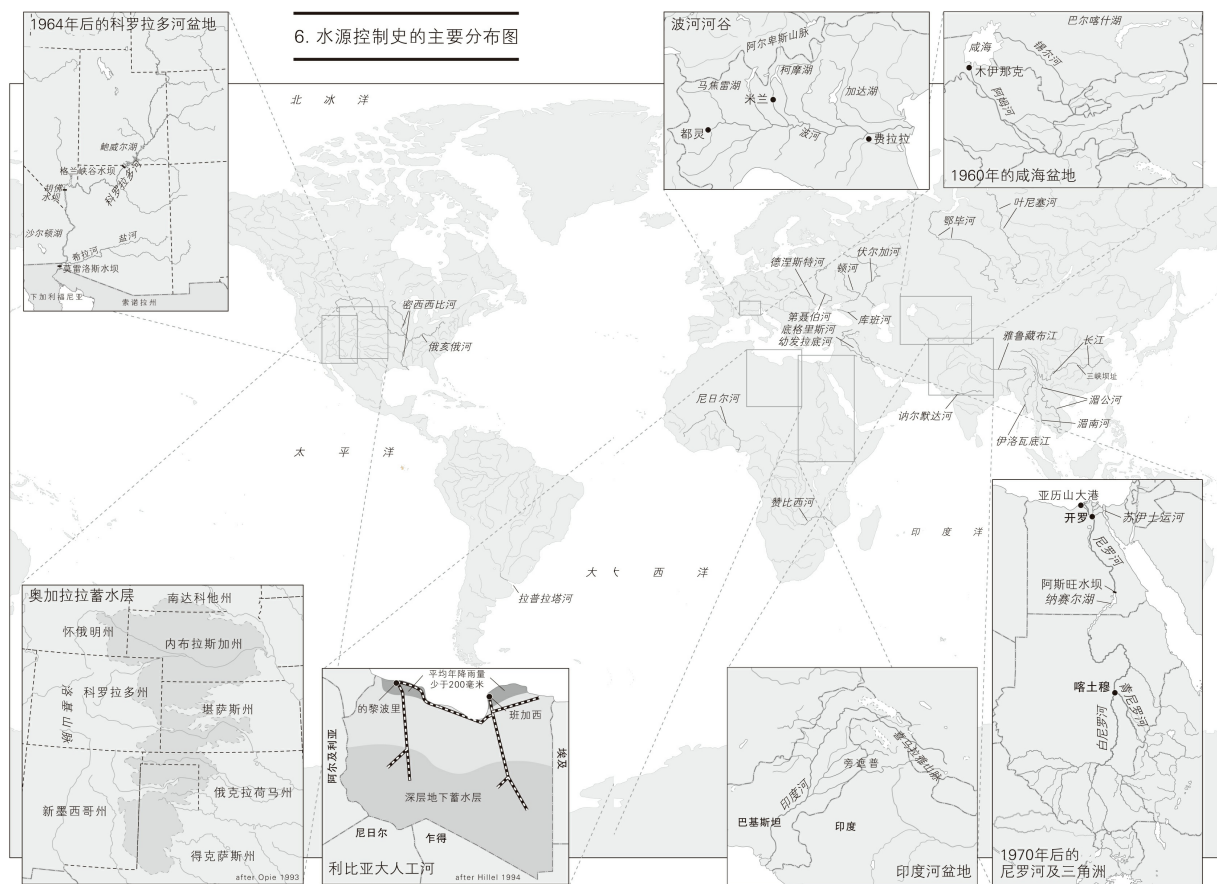 1964年后的科罗拉多河盆地
鲍威尔湖
格兰峡谷水坝
科罗拉多河
胡佛
水坝
沙尔顿湖
希拉河
盐河
莫雷洛斯水坝
下加利福尼亚
索诺拉州
6. 水源控制史的主要分布图
波河河谷
阿尔卑斯山脉
柯摩湖
马焦雷湖
米兰
加达湖
都灵
波河
费拉拉
巴尔喀什湖
咸海
锡尔河
木伊那克
阿姆河
1960年的咸海盆地
北冰洋
叶尼塞河
鄂毕河
伏尔加河
德涅斯特河
顿河
第聂伯河
底格里斯河
幼发拉底河
库班河
密西西比河
俄亥俄河
雅鲁藏布江
长江
三峡坝址
湄公河
湄南河
伊洛瓦底江
讷尔默达河
尼日尔河
赞比西河
太平洋
印度洋
大西洋
拉普拉塔河
奥加拉拉蓄水层
南达科他州
怀俄明州
内布拉斯加州
科罗拉多州
洛基山脉
堪萨斯州
俄克拉荷马州
新墨西哥州
得克萨斯州
after Opie 1993
平均年降雨量
少于200毫米
的黎波里
班加西
阿尔及利亚
埃及
深层地下蓄水层
尼日尔
乍得
利比亚大人工河
after Hillel 1994
喜马拉雅山脉
旁遮普
印度河
巴基斯坦
印度
印度河盆地
亚历山大港
开罗
苏伊士运河
尼罗河
阿斯旺水坝
纳赛尔湖
喀土穆
青尼罗河
白尼罗河
1970年后的
尼罗河及三角洲